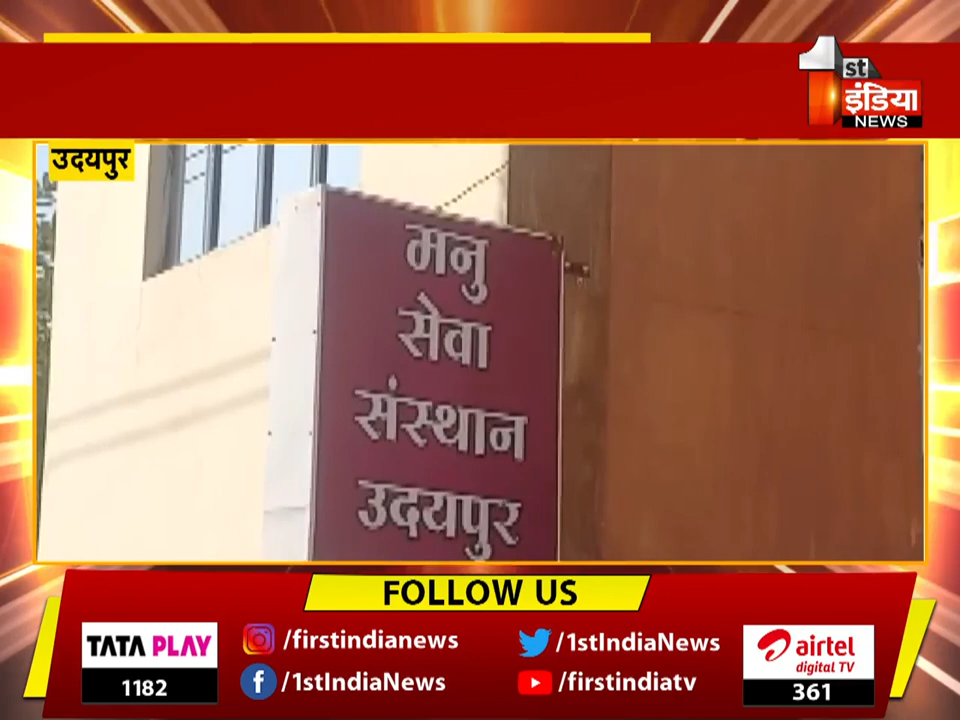 1st
इंडिया
NEWS
उदयपुर
मनु
सेवा
संस्थान
उदयपुर
FOLLOW US
TATA PLAY
1182
/firstindianews
/1stIndiaNews
/1stIndiaNews
/firstindiatv
airtel
digital TV
361